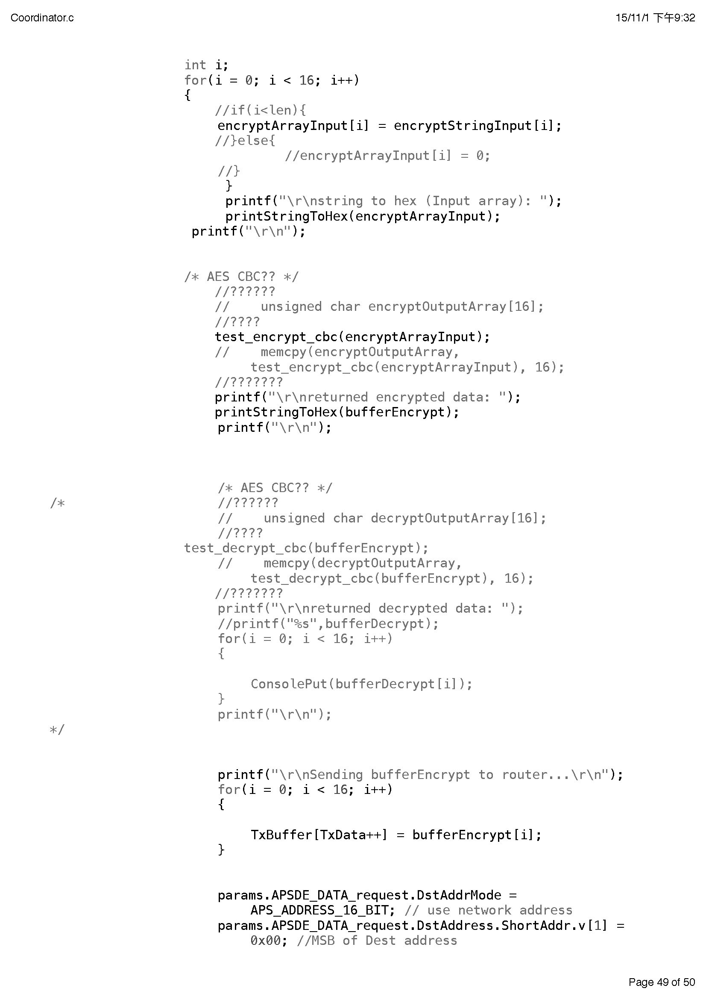 Coordinator.c 15/11/1 下午9:32
int i;
for(i = 0; i < 16; i++)
{
//if(i<len){
encryptArrayInput[i] = encryptStringInput[i];
//}else{
//encryptArrayInput[i] = 0;
//}
}
printf("\r\nstring to hex (Input array): ");
printStringToHex(encryptArrayInput);
printf("\r\n");
/* AES CBC?? */
//??????
// unsigned char encryptOutputArray[16];
//????
test_encrypt_cbc(encryptArrayInput);
// memcpy(encryptOutputArray,
test_encrypt_cbc(encryptArrayInput), 16);
//???????
printf("\r\nreturned encrypted data: ");
printStringToHex(bufferEncrypt);
printf("\r\n");
/* AES CBC?? */
/* //??????
// unsigned char decryptOutputArray[16];
//????
test_decrypt_cbc(bufferEncrypt);
// memcpy(decryptOutputArray,
test_decrypt_cbc(bufferEncrypt), 16);
//???????
printf("\r\nreturned decrypted data: ");
//printf("%s",bufferDecrypt);
for(i = 0; i < 16; i++)
{
ConsolePut(bufferDecrypt[i]);
}
printf("\r\n");
*/
printf("\r\nSending bufferEncrypt to router...\r\n");
for(i = 0; i < 16; i++)
{
TxBuffer[TxData++] = bufferEncrypt[i];
}
params.APSDE_DATA_request.DstAddrMode =
APS_ADDRESS_16_BIT; // use network address
params.APSDE_DATA_request.DstAddress.ShortAddr.v[1] =
0x00; //MSB of Dest address
Page 49 of 50